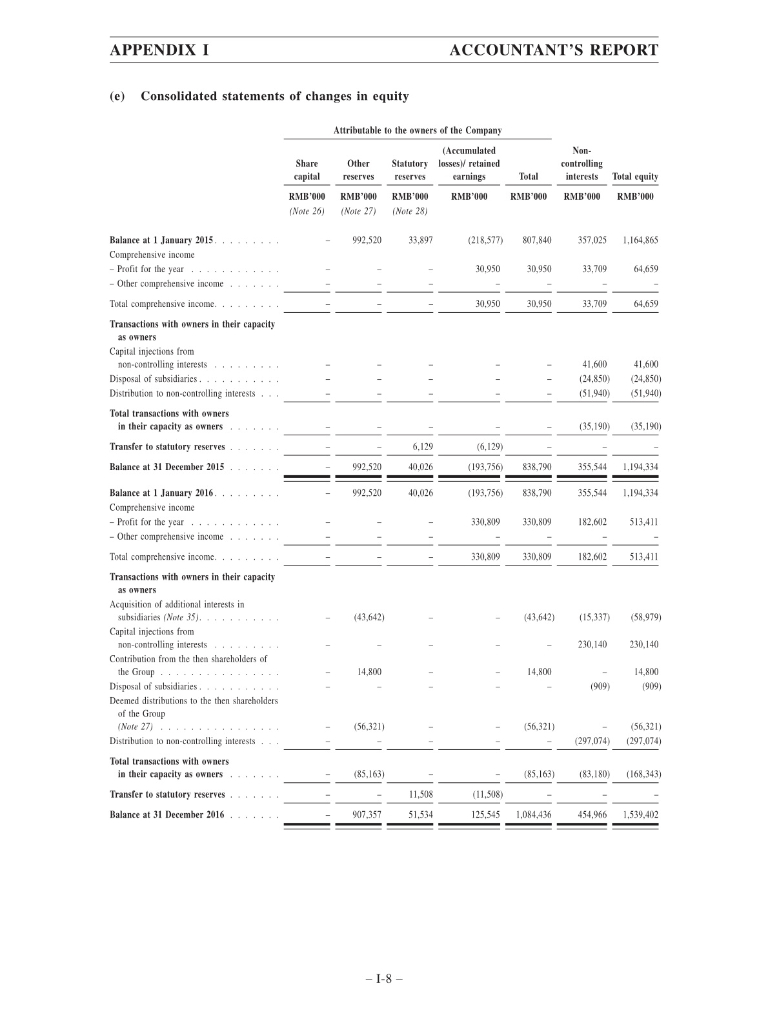 APPENDIX I ACCOUNTANT’S REPORT
(e) Consolidated statements of changes in equity
Attributable to the owners of the Company
(Accumulated Non-
Share Other Statutory losses)/ retained controlling
capital reserves reserves earnings Total interests Total equity
RMB’000 RMB’000 RMB’000 RMB’000 RMB’000 RMB’000 RMB’000
(Note 26) (Note 27) (Note 28)
Balance at 1 January 2015. . . . . . . . . – 992,520 33,897 (218,577) 807,840 357,025 1,164,865
Comprehensive income
– Profit for the year . . . . . . . . . . . . – – – 30,950 30,950 33,709 64,659
– Other comprehensive income . . . . . . . – – – – – – –
Total comprehensive income. . . . . . . . . – – – 30,950 30,950 33,709 64,659
Transactions with owners in their capacity
as owners
Capital injections from
non-controlling interests . . . . . . . . . – – – – – 41,600 41,600
Disposal of subsidiaries. . . . . . . . . . . – – – – – (24,850) (24,850)
Distribution to non-controlling interests . . . – – – – – (51,940) (51,940)
Total transactions with owners
in their capacity as owners . . . . . . . – – – – – (35,190) (35,190)
Transfer to statutory reserves . . . . . . . – – 6,129 (6,129) – – –
Balance at 31 December 2015 . . . . . . . – 992,520 40,026 (193,756) 838,790 355,544 1,194,334
Balance at 1 January 2016. . . . . . . . . – 992,520 40,026 (193,756) 838,790 355,544 1,194,334
Comprehensive income
– Profit for the year . . . . . . . . . . . . – – – 330,809 330,809 182,602 513,411
– Other comprehensive income . . . . . . . – – – – – – –
Total comprehensive income. . . . . . . . . – – – 330,809 330,809 182,602 513,411
Transactions with owners in their capacity
as owners
Acquisition of additional interests in
subsidiaries (Note 35). . . . . . . . . . . – (43,642) – – (43,642) (15,337) (58,979)
Capital injections from
non-controlling interests . . . . . . . . . – – – – – 230,140 230,140
Contribution from the then shareholders of
the Group . . . . . . . . . . . . . . . . – 14,800 – – 14,800 – 14,800
Disposal of subsidiaries. . . . . . . . . . . – – – – – (909) (909)
Deemed distributions to the then shareholders
of the Group
(Note 27) . . . . . . . . . . . . . . . . – (56,321) – – (56,321) – (56,321)
Distribution to non-controlling interests . . . – – – – – (297,074) (297,074)
Total transactions with owners
in their capacity as owners . . . . . . . – (85,163) – – (85,163) (83,180) (168,343)
Transfer to statutory reserves . . . . . . . – – 11,508 (11,508) – – –
Balance at 31 December 2016 . . . . . . . – 907,357 51,534 125,545 1,084,436 454,966 1,539,402
– I-8 –